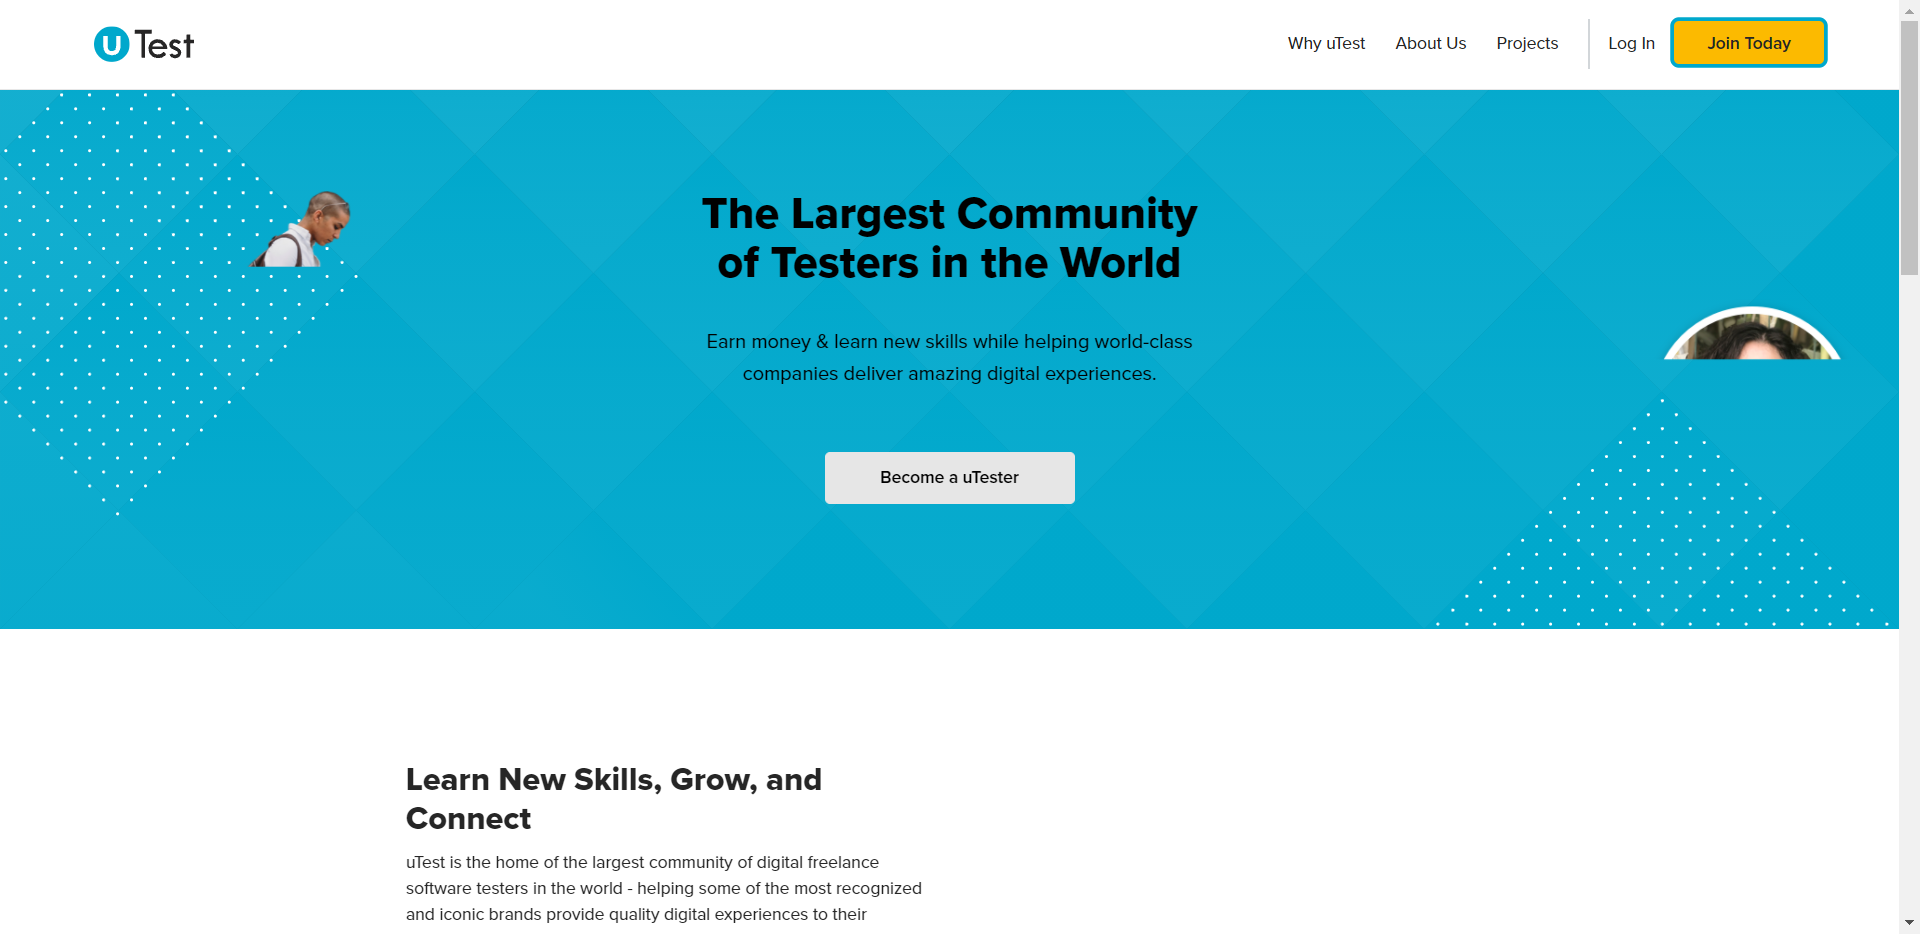 u Test
Why uTest
About Us
Projects
Log In
Join Today
The Largest Community
of Testers in the World
Earn money & learn new skills while helping world-class
companies deliver amazing digital experiences.
Become a uTester
Learn New Skills, Grow, and
Connect
uTest is the home of the largest community of digital freelance
software testers in the world - helping some of the most recognized
and iconic brands provide quality digital experiences to their